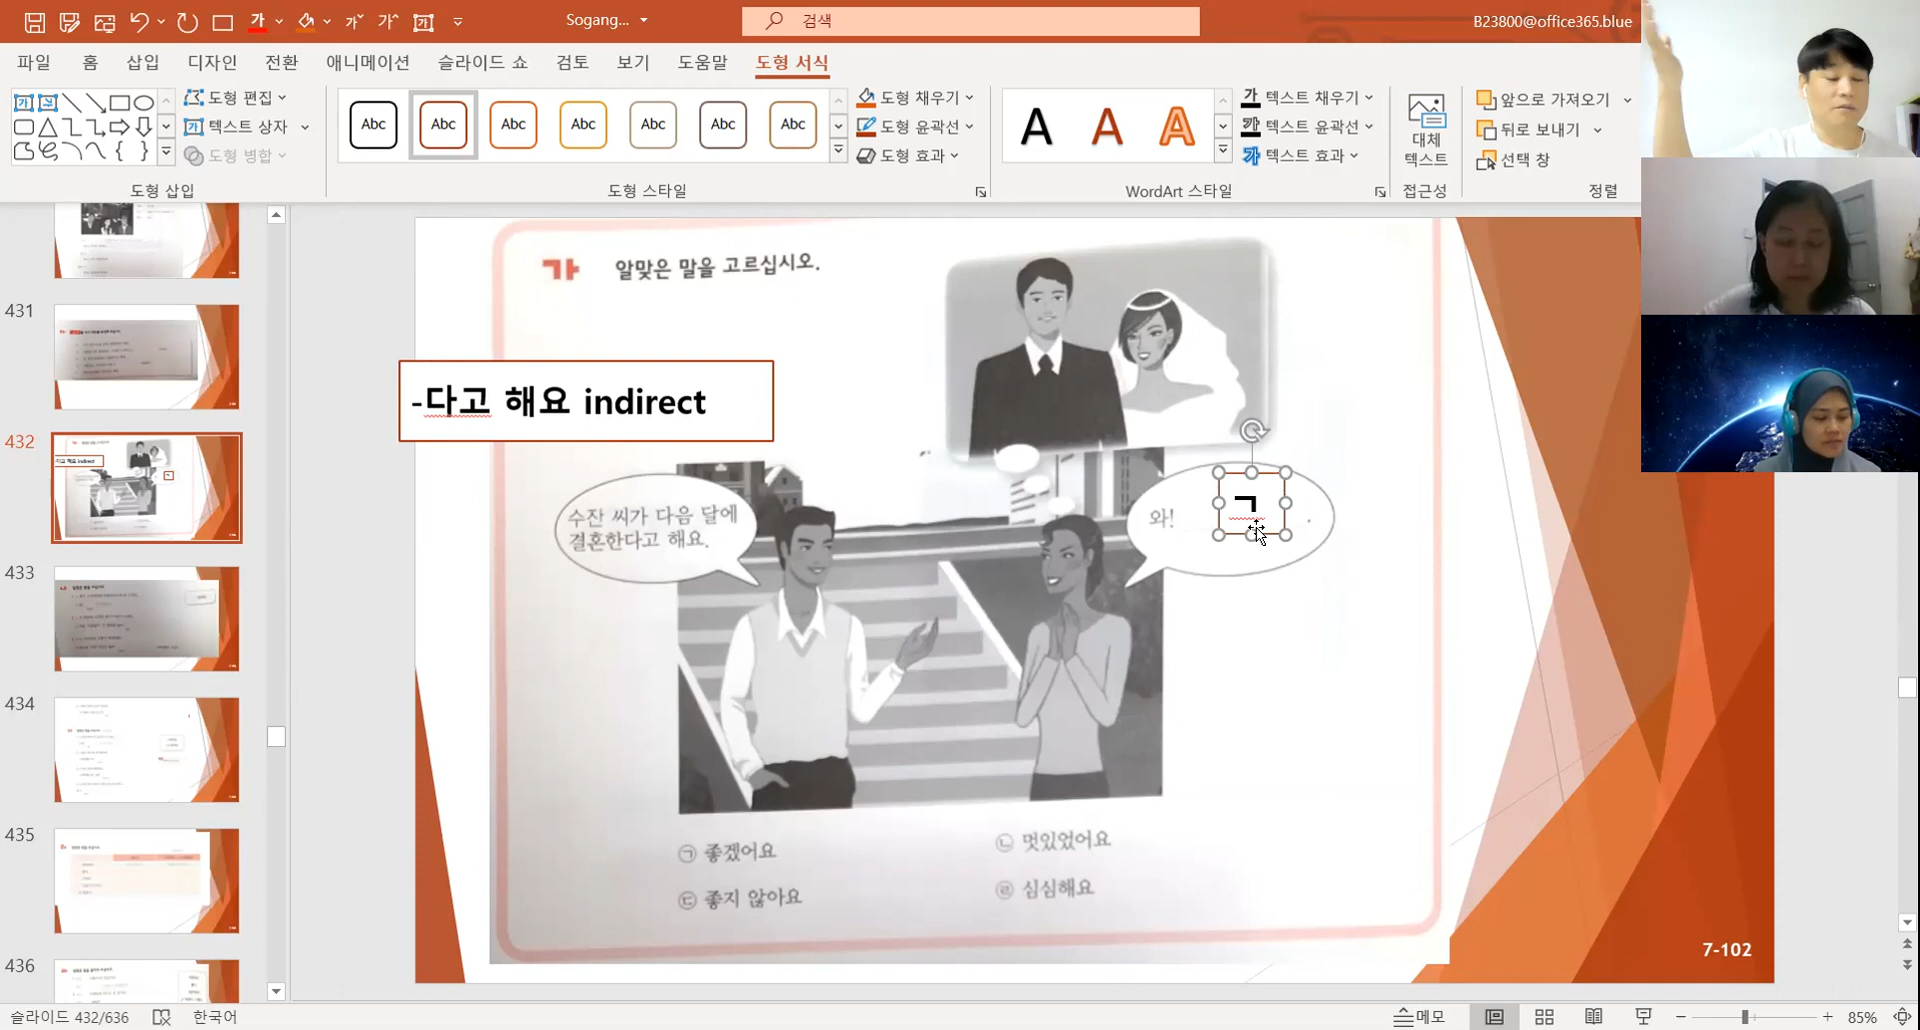 Sogang...
검색
B23800@office365.blue
파일 홈 삽입 디자인 전환 애니메이션 슬라이드 쇼 검토 보기 도움말 도형 서식
도형 편집
텍스트 상자
도형 병합
도형 삽입
Abc Abc Abc Abc Abc Abc Abc
도형 스타일
도형 채우기
도형 윤곽선
도형 효과
A A A
WordArt 스타일
텍스트 채우기
텍스트 윤곽선
텍스트 효과
대체
텍스트
접근성
앞으로 가져오기
뒤로 보내기
선택 창
정렬
431
432
433
434
435
436
가 알맞은 말을 고르십시오.
-다고 해요 indirect
수잔 씨가 다음 달에
결혼한다고 해요.
와! ㄱ .
㉠ 좋겠어요
㉡ 멋있었어요
㉢ 좋지 않아요
㉣ 심심해요
7-102
슬라이드 432/636
한국어
메모
85%